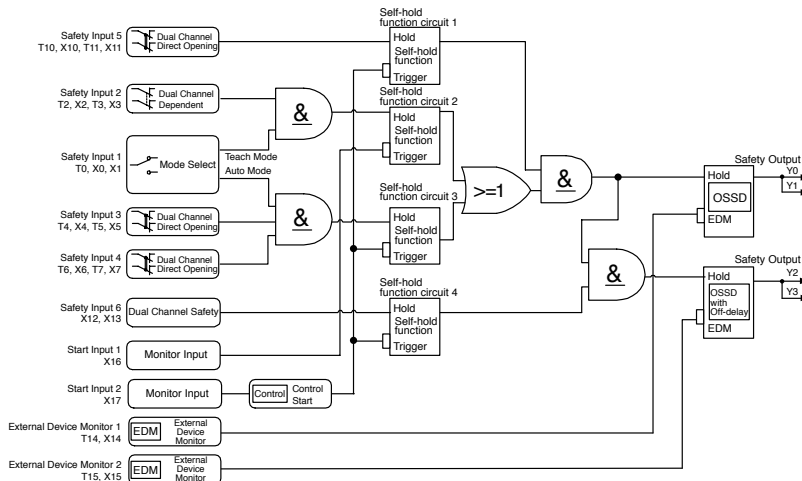 Self-hold
function circuit 1
Safety Input 5
T10, X10, T11, X11
Dual Channel
Direct Opening
Hold
Self-hold
function
Trigger
Safety Input 2
T2, X2, T3, X3
Dual Channel
Dependent
&
Self-hold
function circuit 2
Hold
Self-hold
function
Trigger
Safety Input 1
T0, X0, X1
Mode Select
Teach Mode
Auto Mode
>=1
&
Safety Output
Y0
Y1
Hold
OSSD
EDM
Self-hold
function circuit 3
Safety Input 3
T4, X4, T5, X5
Dual Channel
Direct Opening
&
Hold
Self-hold
function
Trigger
Safety Input 4
T6, X6, T7, X7
Dual Channel
Direct Opening
&
Safety Output
Y2
Y3
Hold
OSSD
with
Off-delay
EDM
Self-hold
function circuit 4
Safety Input 6
X12, X13
Dual Channel Safety
Hold
Self-hold
function
Trigger
Start Input 1
X16
Monitor Input
Start Input 2
X17
Monitor Input
Control
Control
Start
External Device Monitor 1
T14, X14
EDM
External
Device
Monitor
External Device Monitor 2
T15, X15
EDM
External
Device
Monitor